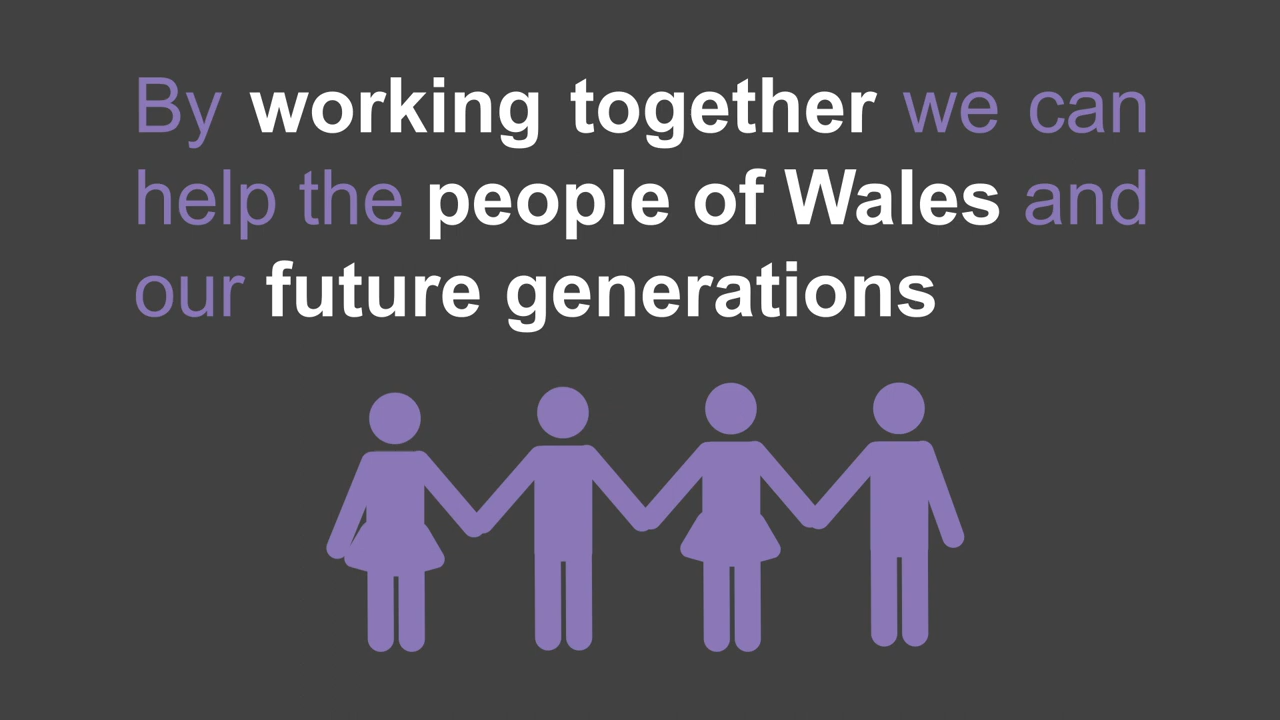 By working together we can
help the people of Wales and
our future generations